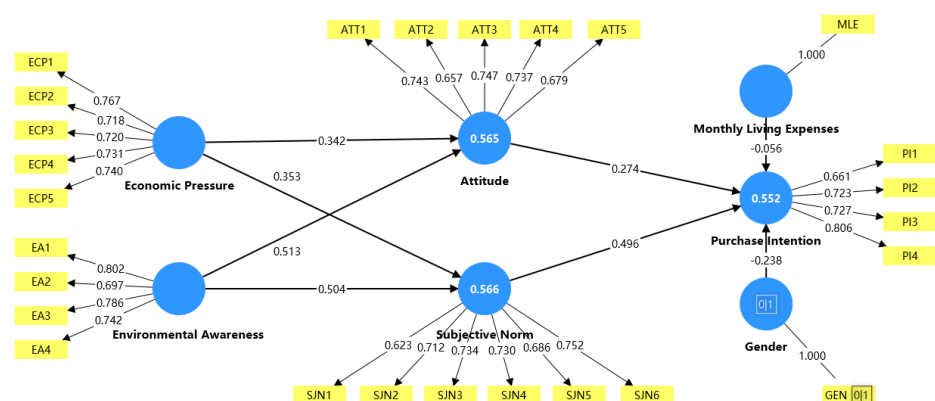 ATT1 ATT2 ATT3 ATT4 ATT5
MLE
0.743 0.657 0.747 0.737 0.679
1.000
ECP1
ECP2
ECP3
ECP4
ECP5
0.767
0.718
0.720
0.731
0.740
Economic Pressure
0.342
0.353
0.565
Attitude
0.274
Monthly Living Expenses
-0.056
PI1
PI2
PI3
PI4
0.661
0.723
0.727
0.806
0.552
Purchase Intention
-0.238
0.496
EA1
EA2
EA3
EA4
0.802
0.697
0.786
0.742
Environmental Awareness
0.513
0.504
0.566
Subjective Norm
0|1
Gender
1.000
0.623 0.712 0.734 0.730 0.686 0.752
SJN1 SJN2 SJN3 SJN4 SJN5 SJN6
GEN 0|1